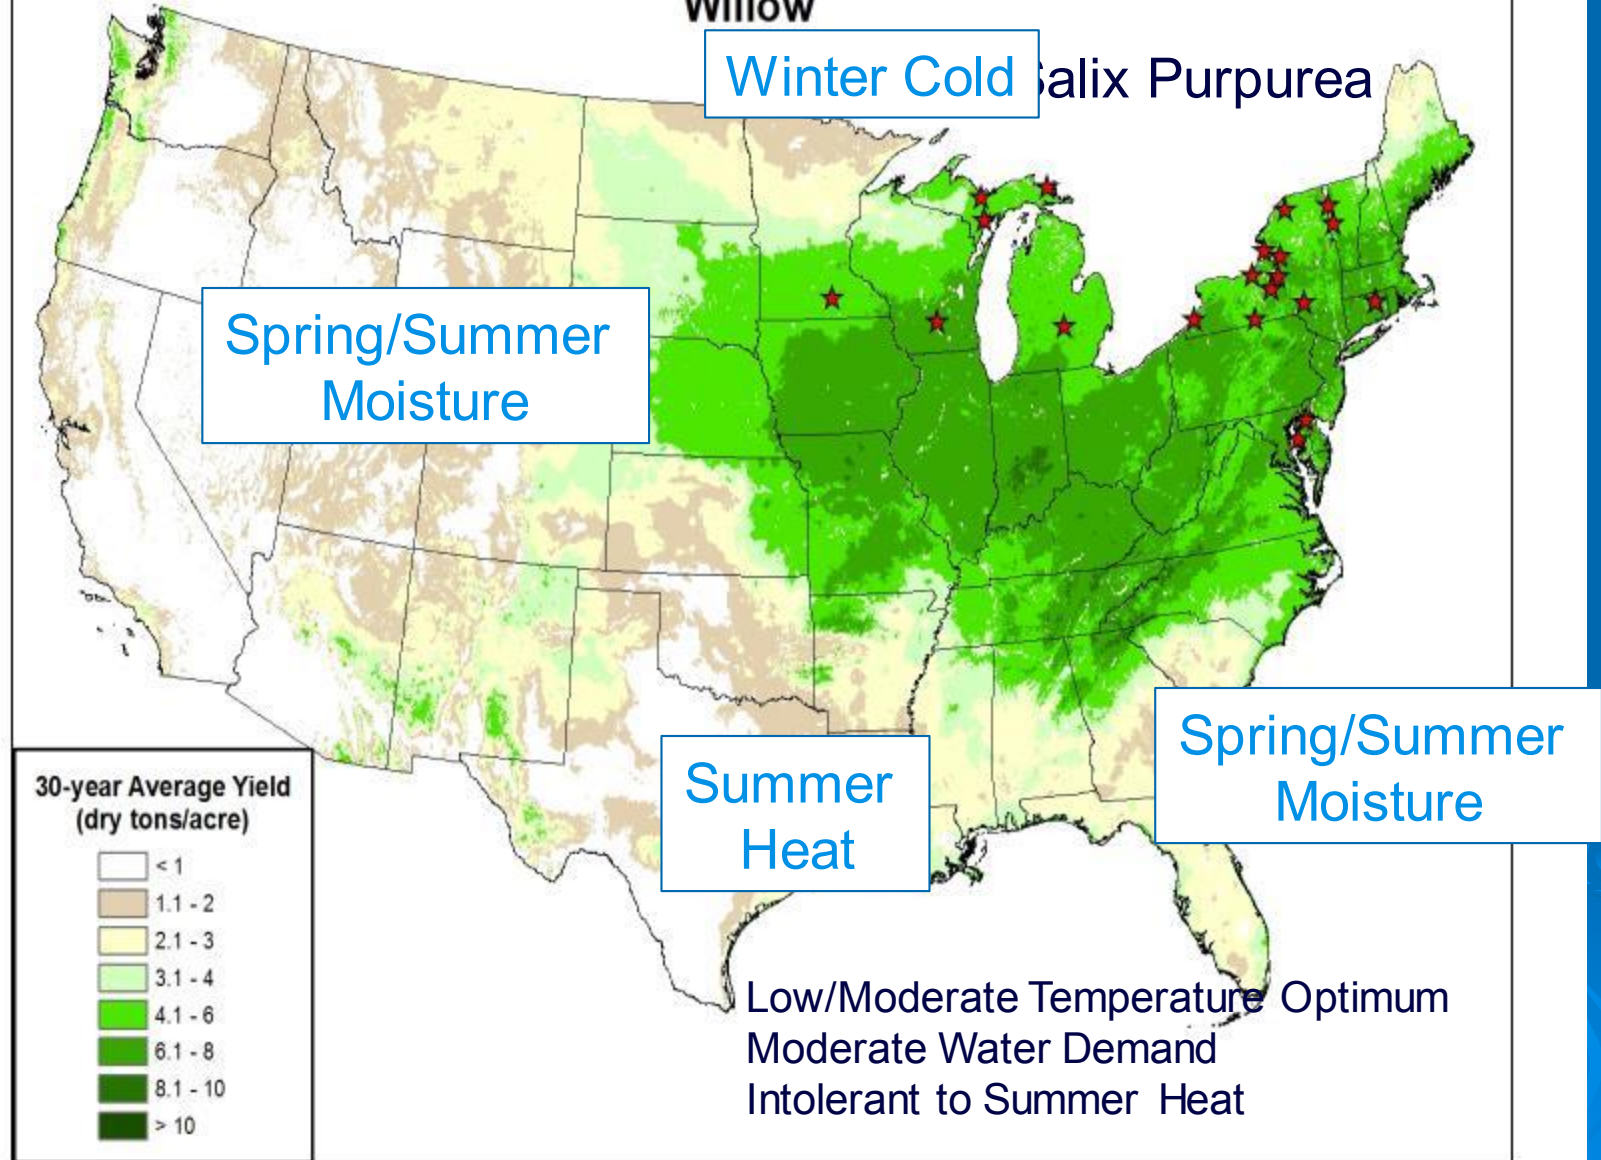 Willow
Winter Cold
Salix Purpurea
Spring/Summer
Moisture
Summer
Heat
Spring/Summer
Moisture
30-year Average Yield
(dry tons/acre)
< 1
1.1 - 2
2.1 - 3
3.1 - 4
4.1 - 6
6.1 - 8
8.1 - 10
> 10
Low/Moderate Temperature Optimum
Moderate Water Demand
Intolerant to Summer Heat